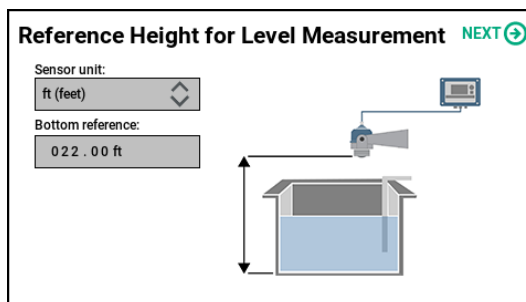 Reference Height for Level Measurement
NEXT
Sensor unit:
ft (feet)
Bottom reference:
022.00 ft